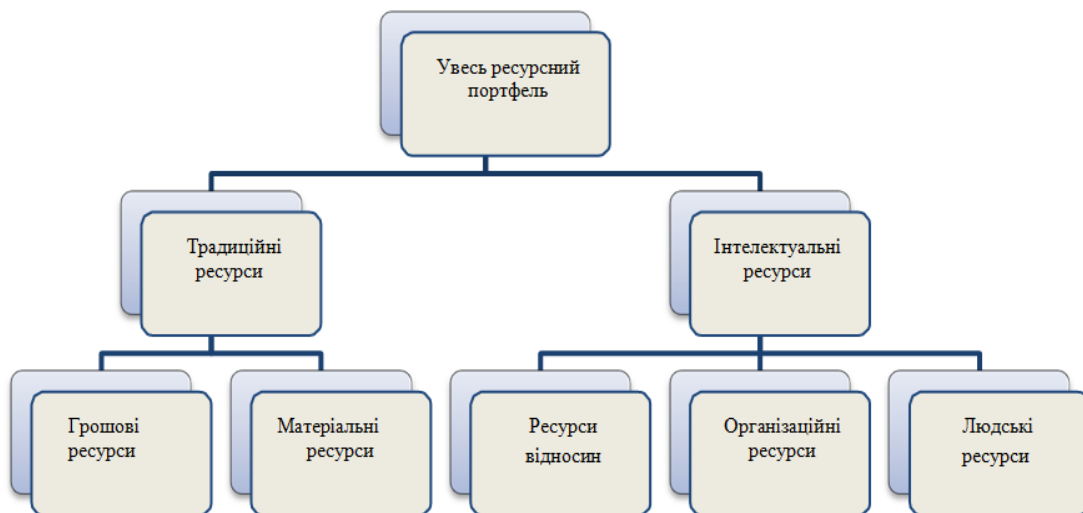 Увесь ресурсний
портфель
Традиційні
ресурси
Інтелектуальні
ресурси
Грошові
ресурси
Матеріальні
ресурси
Ресурси
відносин
Організаційні
ресурси
Людські
ресурси